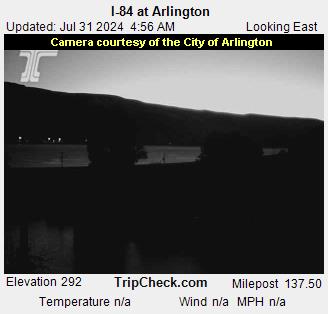 I-84 at Arlington
Updated: Jul 31 2024 4:56 AM Looking East
Camera courtesy of the City of Arlington
Elevation 292 TripCheck.com Milepost 137.50
Temperature n/a Wind n/a MPH n/a